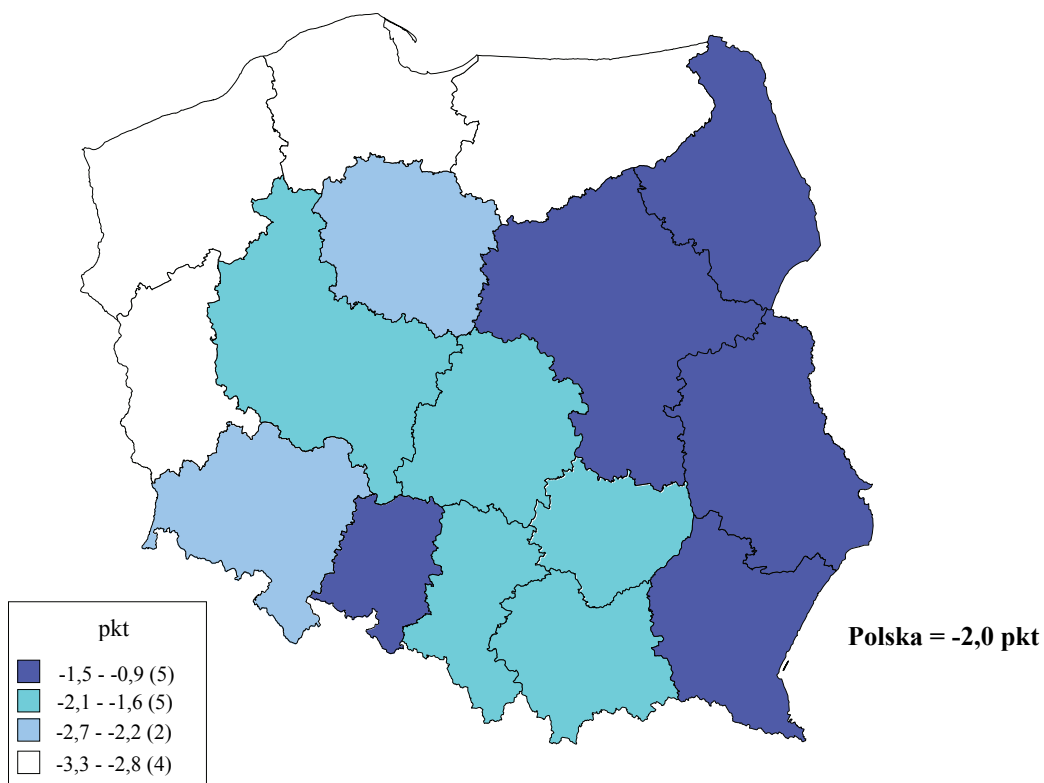 Polska = -2,0 pkt
pkt
-1,5 - -0,9 (5)
-2,1 - -1,6 (5)
-2,7 - -2,2 (2)
-3,3 - -2,8 (4)